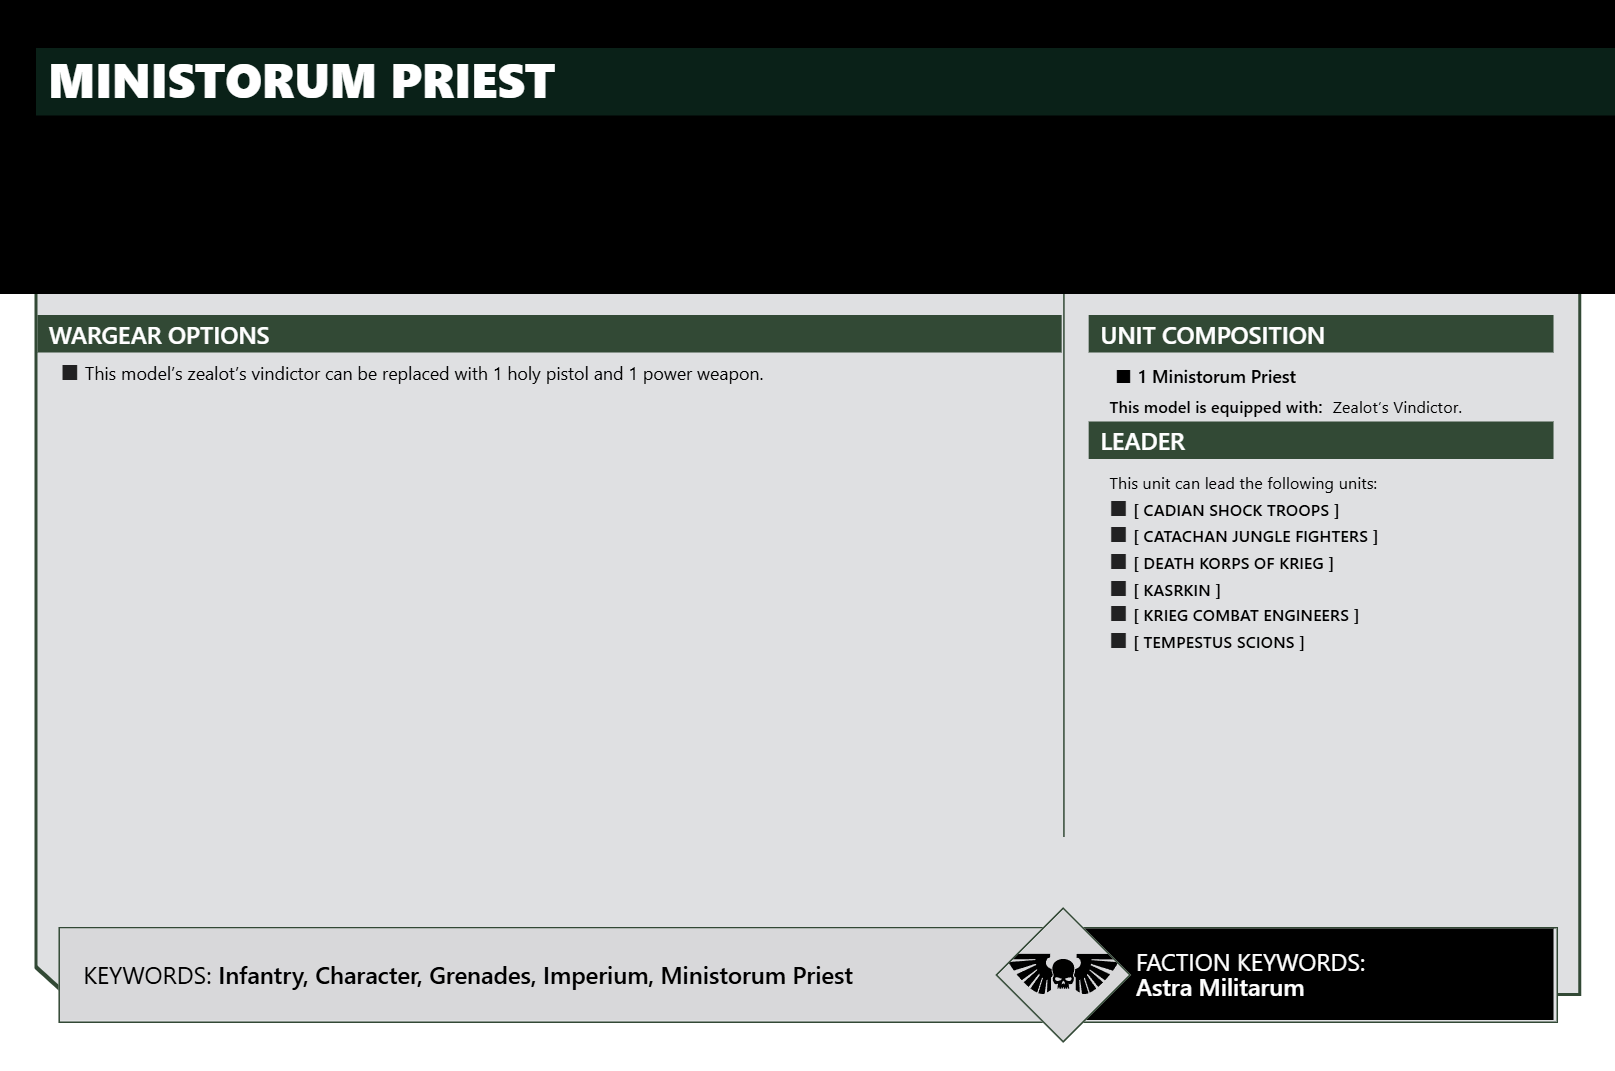 MINISTORUM PRIEST
WARGEAR OPTIONS
This model's zealot's vindictor can be replaced with 1 holy pistol and 1 power weapon.
UNIT COMPOSITION
1 Ministorum Priest
This model is equipped with: Zealot's Vindictor.
LEADER
This unit can lead the following units:
[ CADIAN SHOCK TROOPS ]
[ CATACHAN JUNGLE FIGHTERS ]
[ DEATH KORPS OF KRIEG ]
[ KASRKIN ]
[ KRIEG COMBAT ENGINEERS ]
[ TEMPESTUS SCIONS ]
KEYWORDS: Infantry, Character, Grenades, Imperium, Ministorum Priest
FACTION KEYWORDS:
Astra Militarum